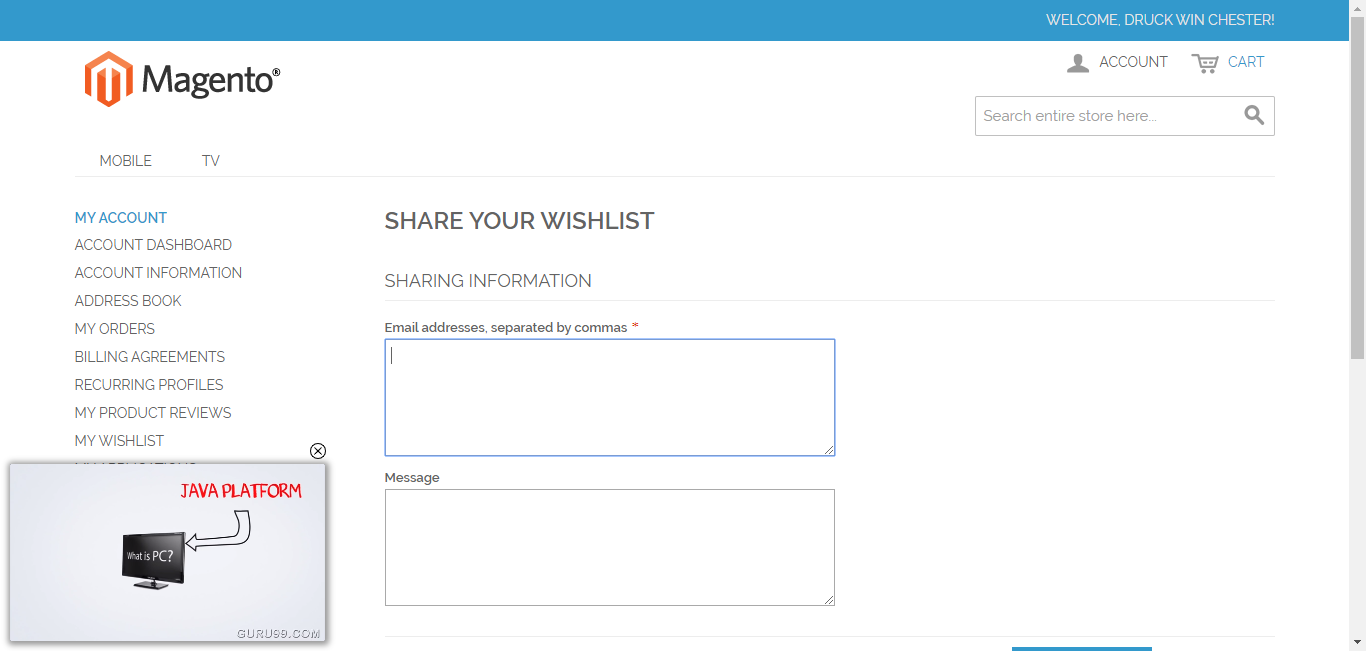 WELCOME, DRUCK WIN CHESTER!
Magento®
ACCOUNT
CART
Search entire store here...
MOBILE
TV
MY ACCOUNT
ACCOUNT DASHBOARD
ACCOUNT INFORMATION
ADDRESS BOOK
MY ORDERS
BILLING AGREEMENTS
RECURRING PROFILES
MY PRODUCT REVIEWS
MY WISHLIST
SHARE YOUR WISHLIST
SHARING INFORMATION
Email addresses, separated by commas *
Message
JAVA PLATFORM
What is PC?
GURU99.COM